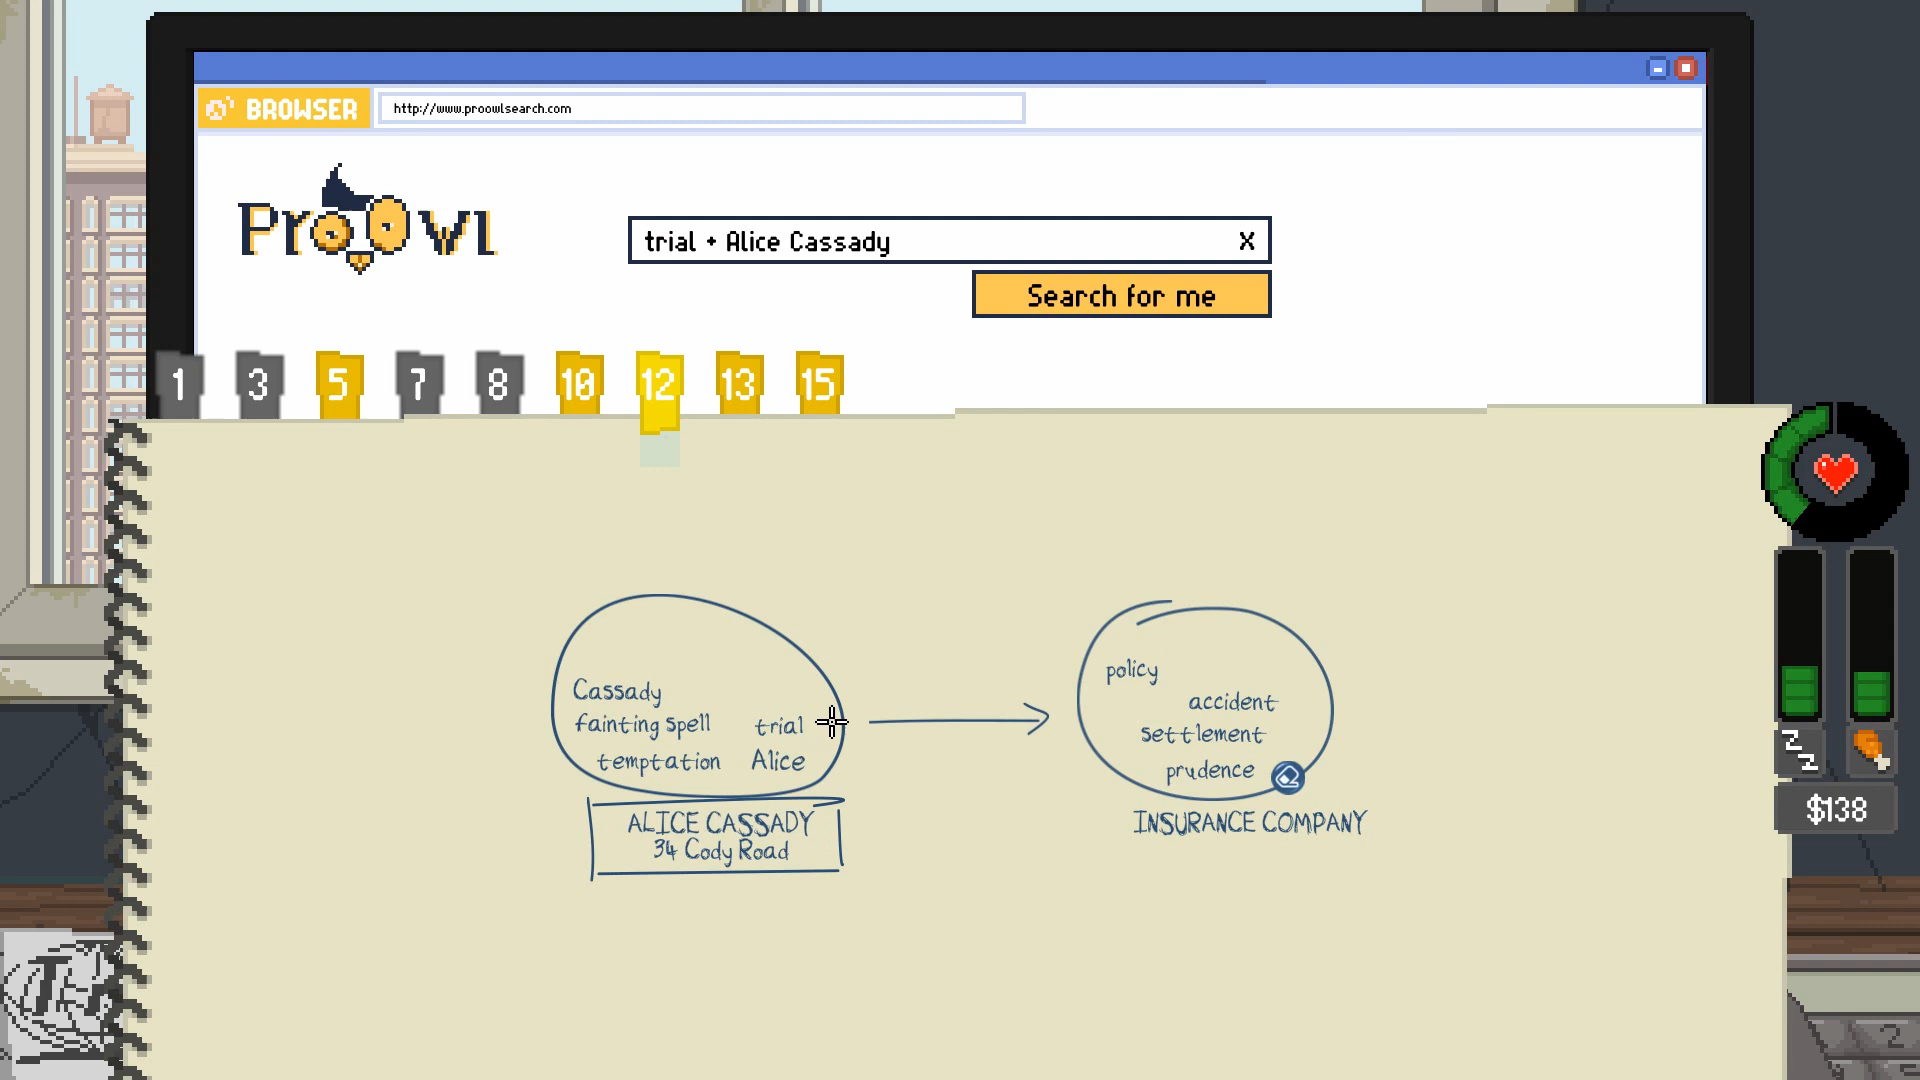 BROWSER
http://www.proowlsearch.com
PrOOwl
trial + Alice Cassady X
Search for me
1 3 5 7 8 10 12 13 15
Cassady
fainting spell trial
temptation Alice
ALICE CASSADY
34 Cody Road
policy
accident
settlement
prudence
INSURANCE COMPANY
zzz
$138
2